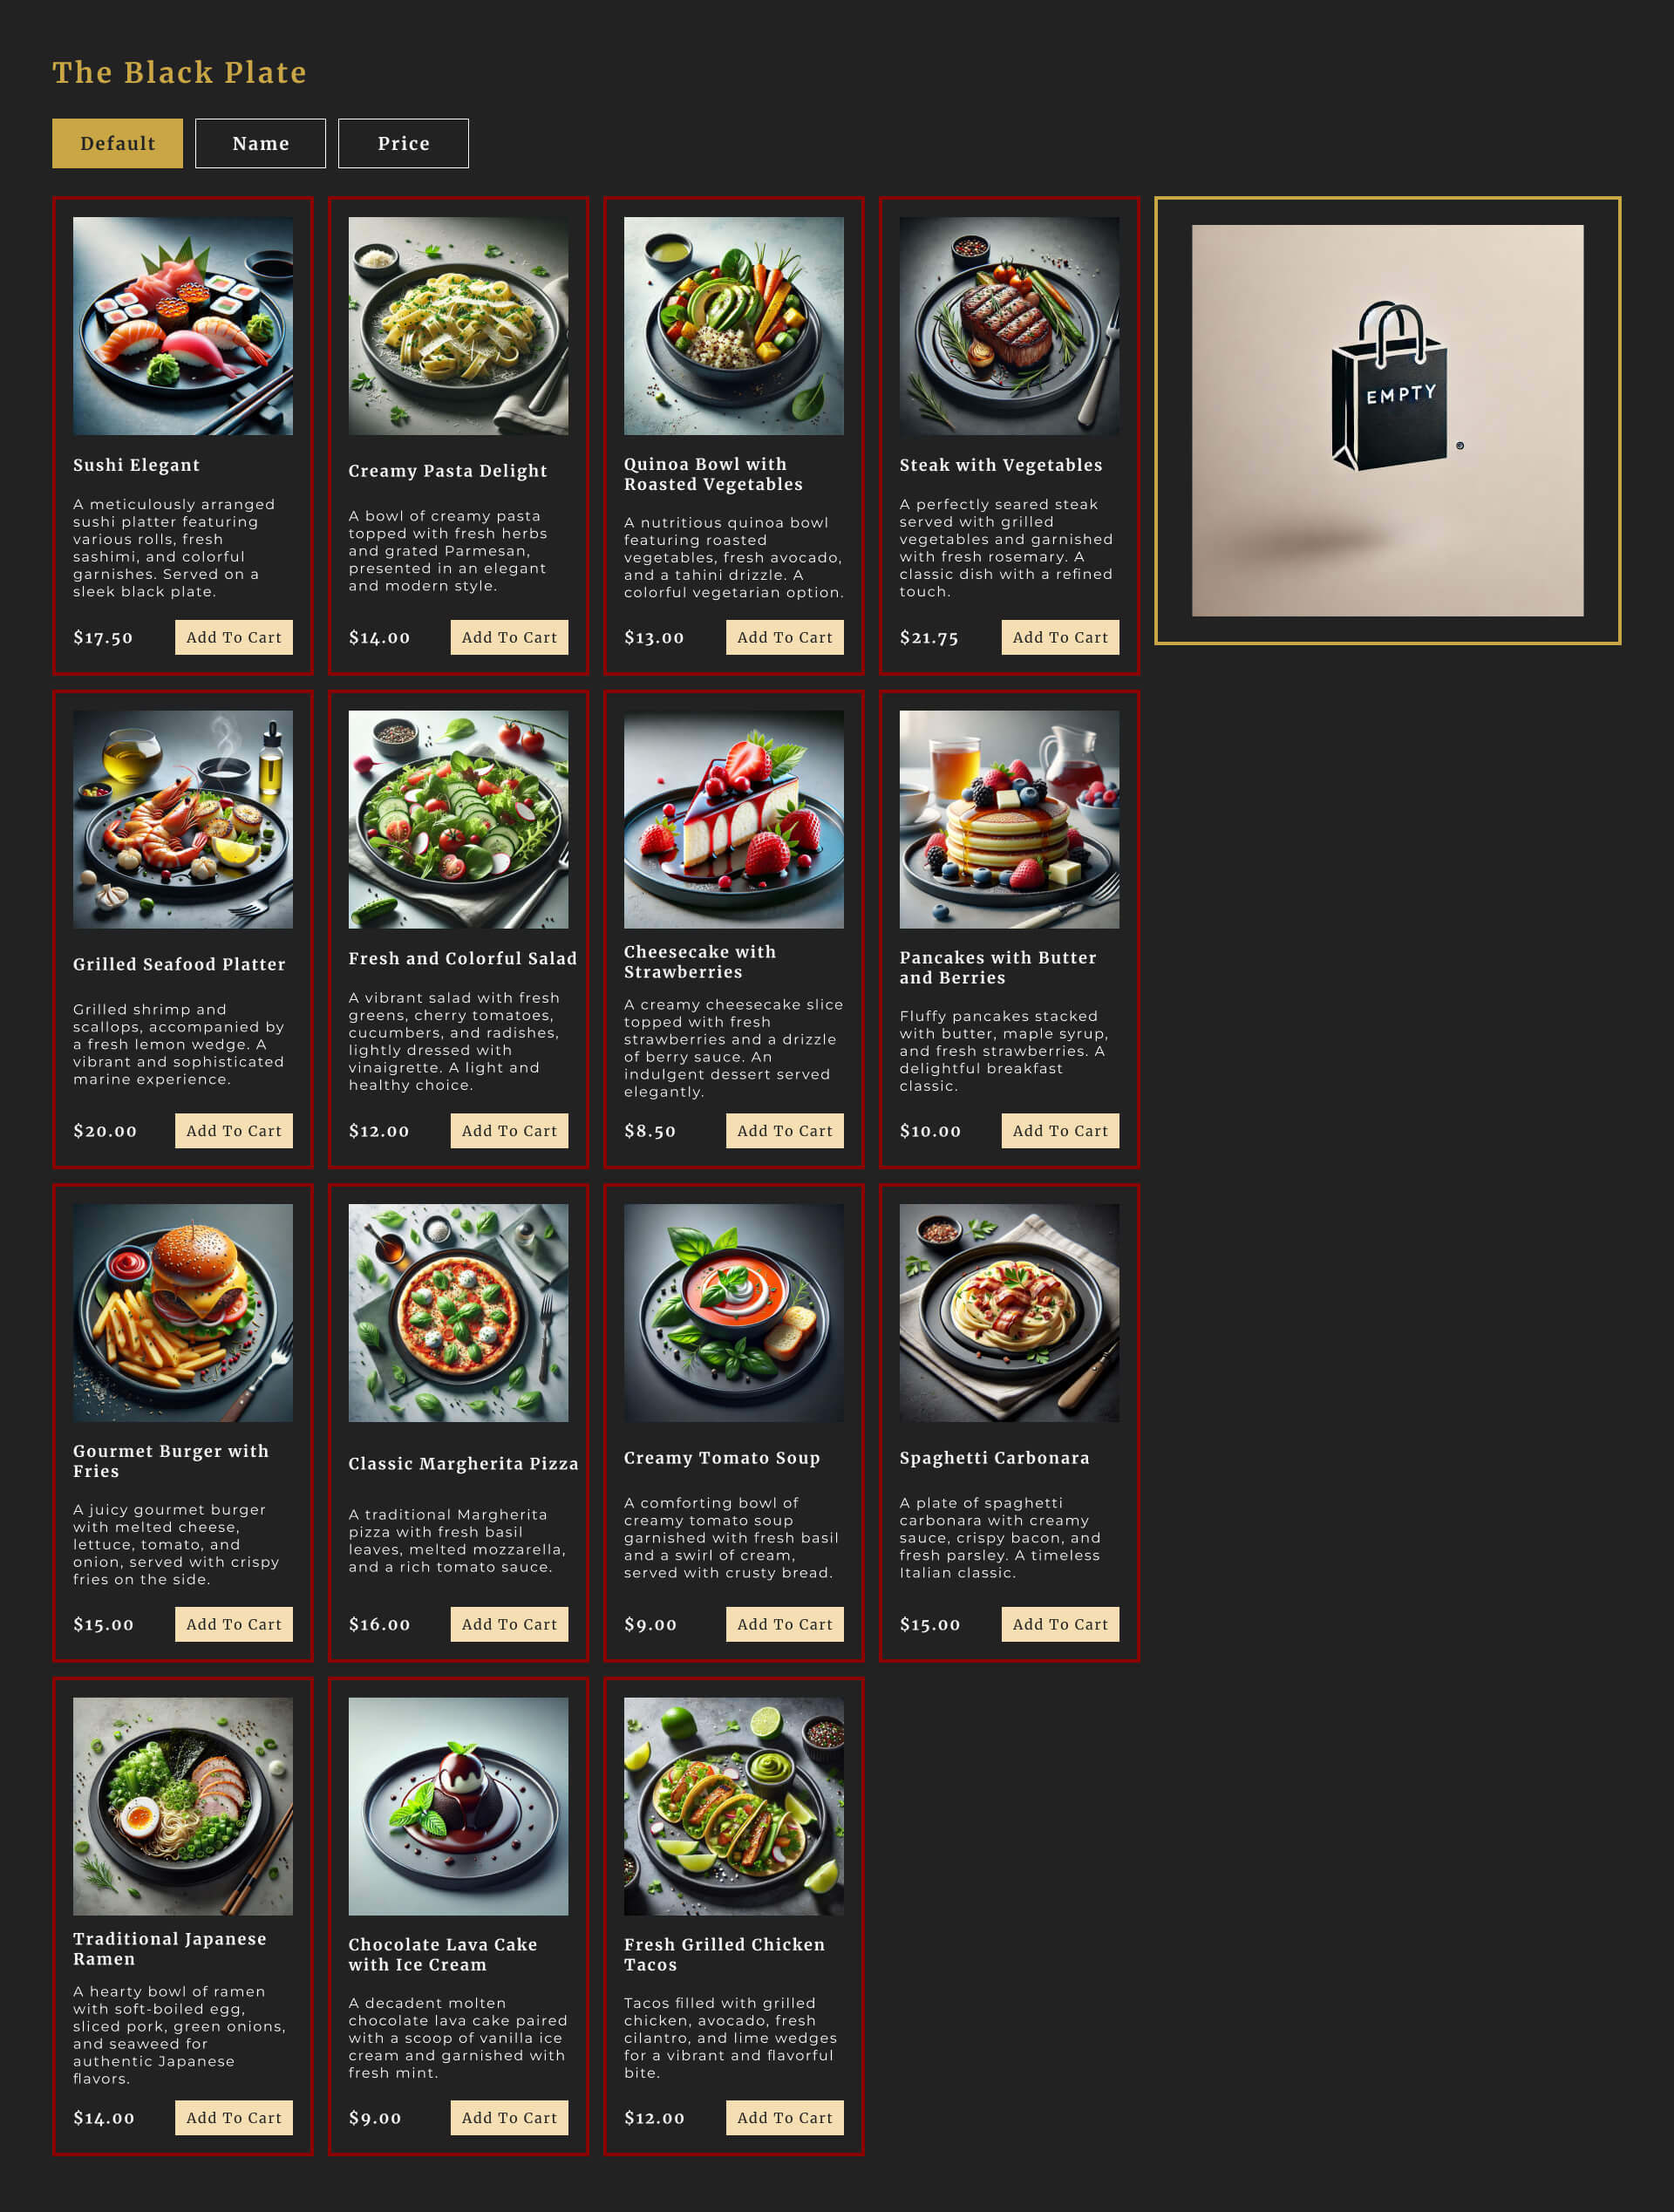 The Black Plate
Default
Name
Price
Sushi Elegant
A meticulously arranged
sushi platter featuring
various rolls, fresh
sashimi, and colorful
garnishes. Served on a
sleek black plate.
$17.50
Add To Cart
Creamy Pasta Delight
A bowl of creamy pasta
topped with fresh herbs
and grated Parmesan,
presented in an elegant
and modern style.
$14.00
Add To Cart
Quinoa Bowl with
Roasted Vegetables
A nutritious quinoa bowl
featuring roasted
vegetables, fresh avocado,
and a tahini drizzle. A
colorful vegetarian option.
$13.00
Add To Cart
Steak with Vegetables
A perfectly seared steak
served with grilled
vegetables and garnished
with fresh rosemary. A
classic dish with a refined
touch.
$21.75
Add To Cart
EMPTY
Grilled Seafood Platter
Grilled shrimp and
scallops, accompanied by
a fresh lemon wedge. A
vibrant and sophisticated
marine experience.
$20.00
Add To Cart
Fresh and Colorful Salad
A vibrant salad with fresh
greens, cherry tomatoes,
cucumbers, and radishes,
lightly dressed with
vinaigrette. A light and
healthy choice.
$12.00
Add To Cart
Cheesecake with
Strawberries
A creamy cheesecake slice
topped with fresh
strawberries and a drizzle
of berry sauce. An
indulgent dessert served
elegantly.
$8.50
Add To Cart
Pancakes with Butter
and Berries
Fluffy pancakes stacked
with butter, maple syrup,
and fresh strawberries. A
delightful breakfast
classic.
$10.00
Add To Cart
Gourmet Burger with
Fries
A juicy gourmet burger
with melted cheese,
lettuce, tomato, and
onion, served with crispy
fries on the side.
$15.00
Add To Cart
Classic Margherita Pizza
A traditional Margherita
pizza with fresh basil
leaves, melted mozzarella,
and a rich tomato sauce.
$16.00
Add To Cart
Creamy Tomato Soup
A comforting bowl of
creamy tomato soup
garnished with fresh basil
and a swirl of cream,
served with crusty bread.
$9.00
Add To Cart
Spaghetti Carbonara
A plate of spaghetti
carbonara with creamy
sauce, crispy bacon, and
fresh parsley. A timeless
Italian classic.
$15.00
Add To Cart
Traditional Japanese
Ramen
A hearty bowl of ramen
with soft-boiled egg,
sliced pork, green onions,
and seaweed for
authentic Japanese
flavors.
$14.00
Add To Cart
Chocolate Lava Cake
with Ice Cream
A decadent molten
chocolate lava cake paired
with a scoop of vanilla ice
cream and garnished with
fresh mint.
$9.00
Add To Cart
Fresh Grilled Chicken
Tacos
Tacos filled with grilled
chicken, avocado, fresh
cilantro, and lime wedges
for a vibrant and flavorful
bite.
$12.00
Add To Cart